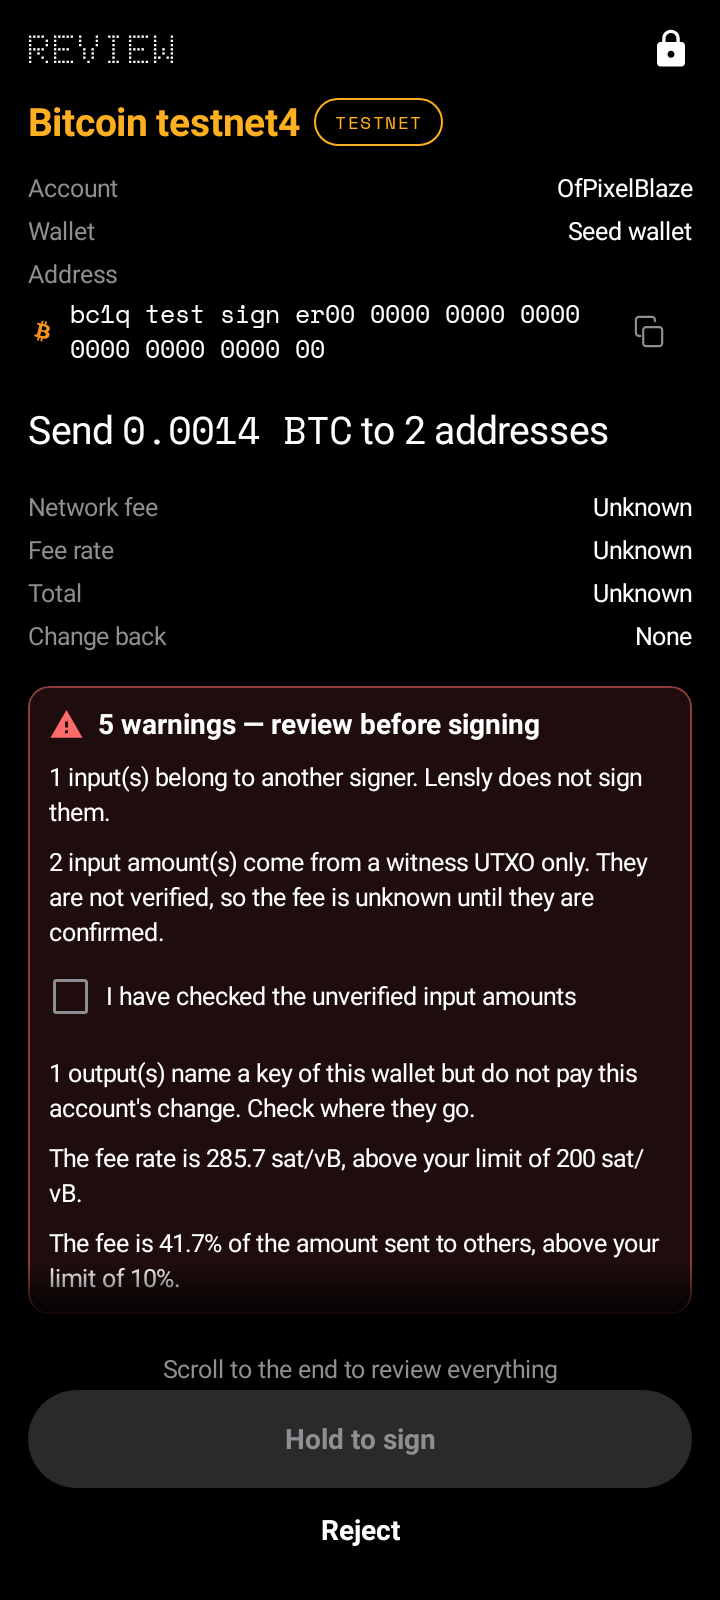 REVIEW
Bitcoin testnet4 TESTNET
Account OfPixelBlaze
Wallet Seed wallet
Address
bc1q test sign er00 0000 0000 0000
0000 0000 0000 00
Send 0.0014 BTC to 2 addresses
Network fee Unknown
Fee rate Unknown
Total Unknown
Change back None
5 warnings — review before signing
1 input(s) belong to another signer. Lensly does not sign
them.
2 input amount(s) come from a witness UTXO only. They
are not verified, so the fee is unknown until they are
confirmed.
I have checked the unverified input amounts
1 output(s) name a key of this wallet but do not pay this
account's change. Check where they go.
The fee rate is 285.7 sat/vB, above your limit of 200 sat/
vB.
The fee is 41.7% of the amount sent to others, above your
limit of 10%.
Scroll to the end to review everything
Hold to sign
Reject